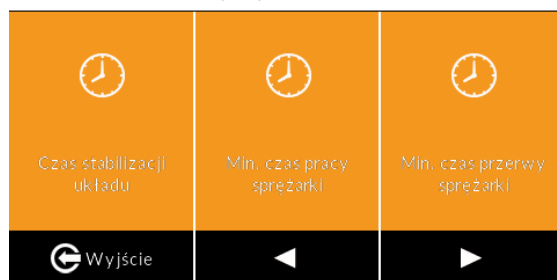 Czas stabilizacji
układu
Min. czas pracy
sprężarki
Min. czas przerwy
sprężarki
Wyjście